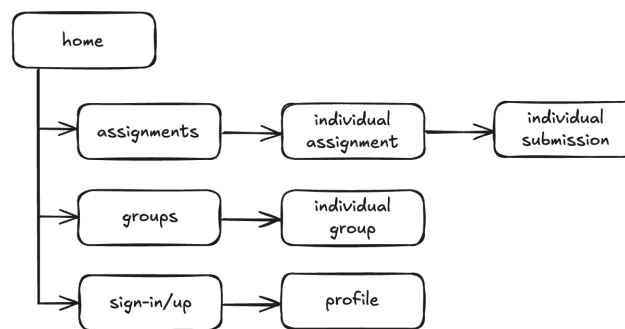 home
assignments
individual
assignment
individual
submission
groups
individual
group
sign-in/up
profile